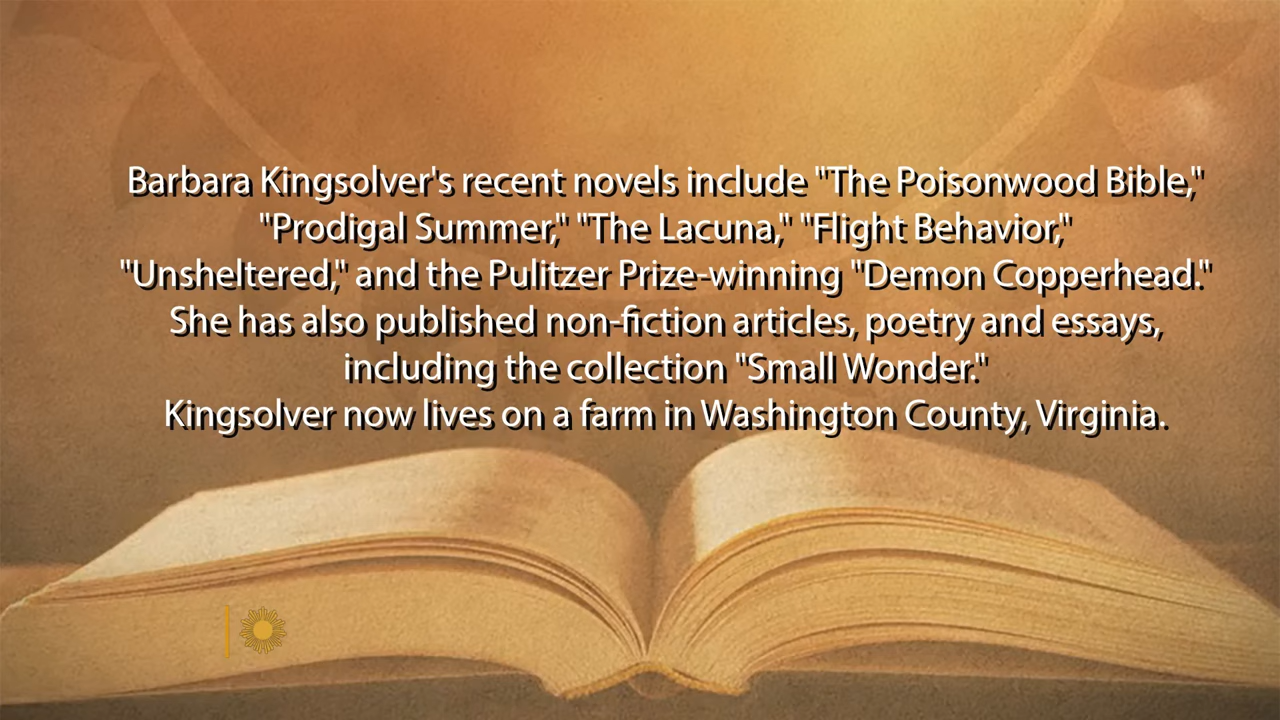 Barbara Kingsolver's recent novels include "The Poisonwood Bible,"
"Prodigal Summer," "The Lacuna," "Flight Behavior,"
"Unsheltered," and the Pulitzer Prize-winning "Demon Copperhead."
She has also published non-fiction articles, poetry and essays,
including the collection "Small Wonder."
Kingsolver now lives on a farm in Washington County, Virginia.